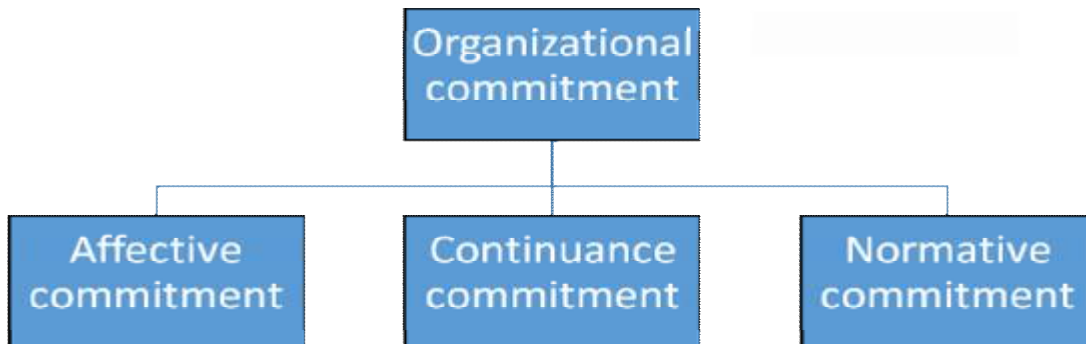 Organizational
commitment
Affective
commitment
Continuance
commitment
Normative
commitment